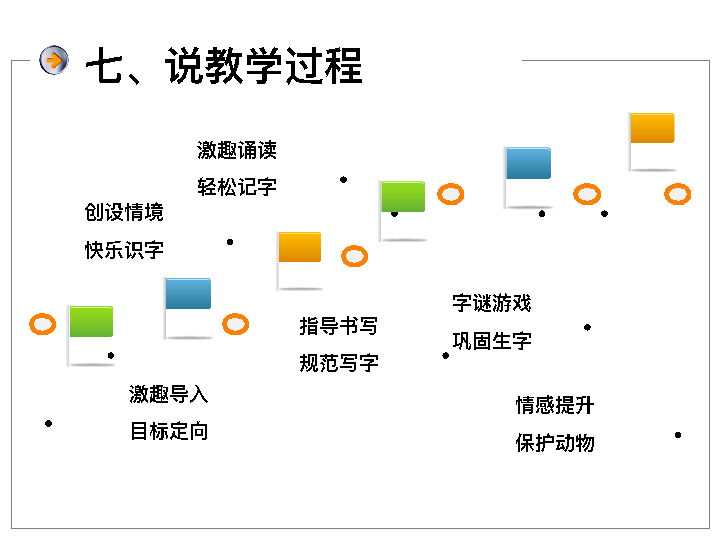 七、说教学过程
激趣诵读
轻松记字
创设情境
快乐识字
字谜游戏
巩固生字
指导书写
规范写字
激趣导入
目标定向
情感提升
保护动物